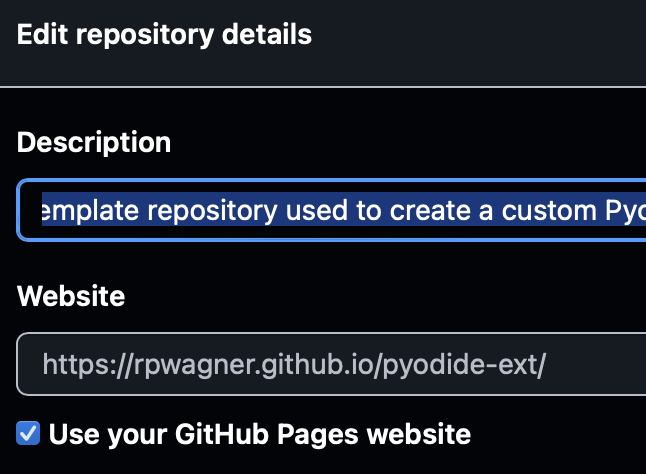 Edit repository details
Description
emplate repository used to create a custom Pyo
Website
https://rpwagner.github.io/pyodide-ext/
Use your GitHub Pages website